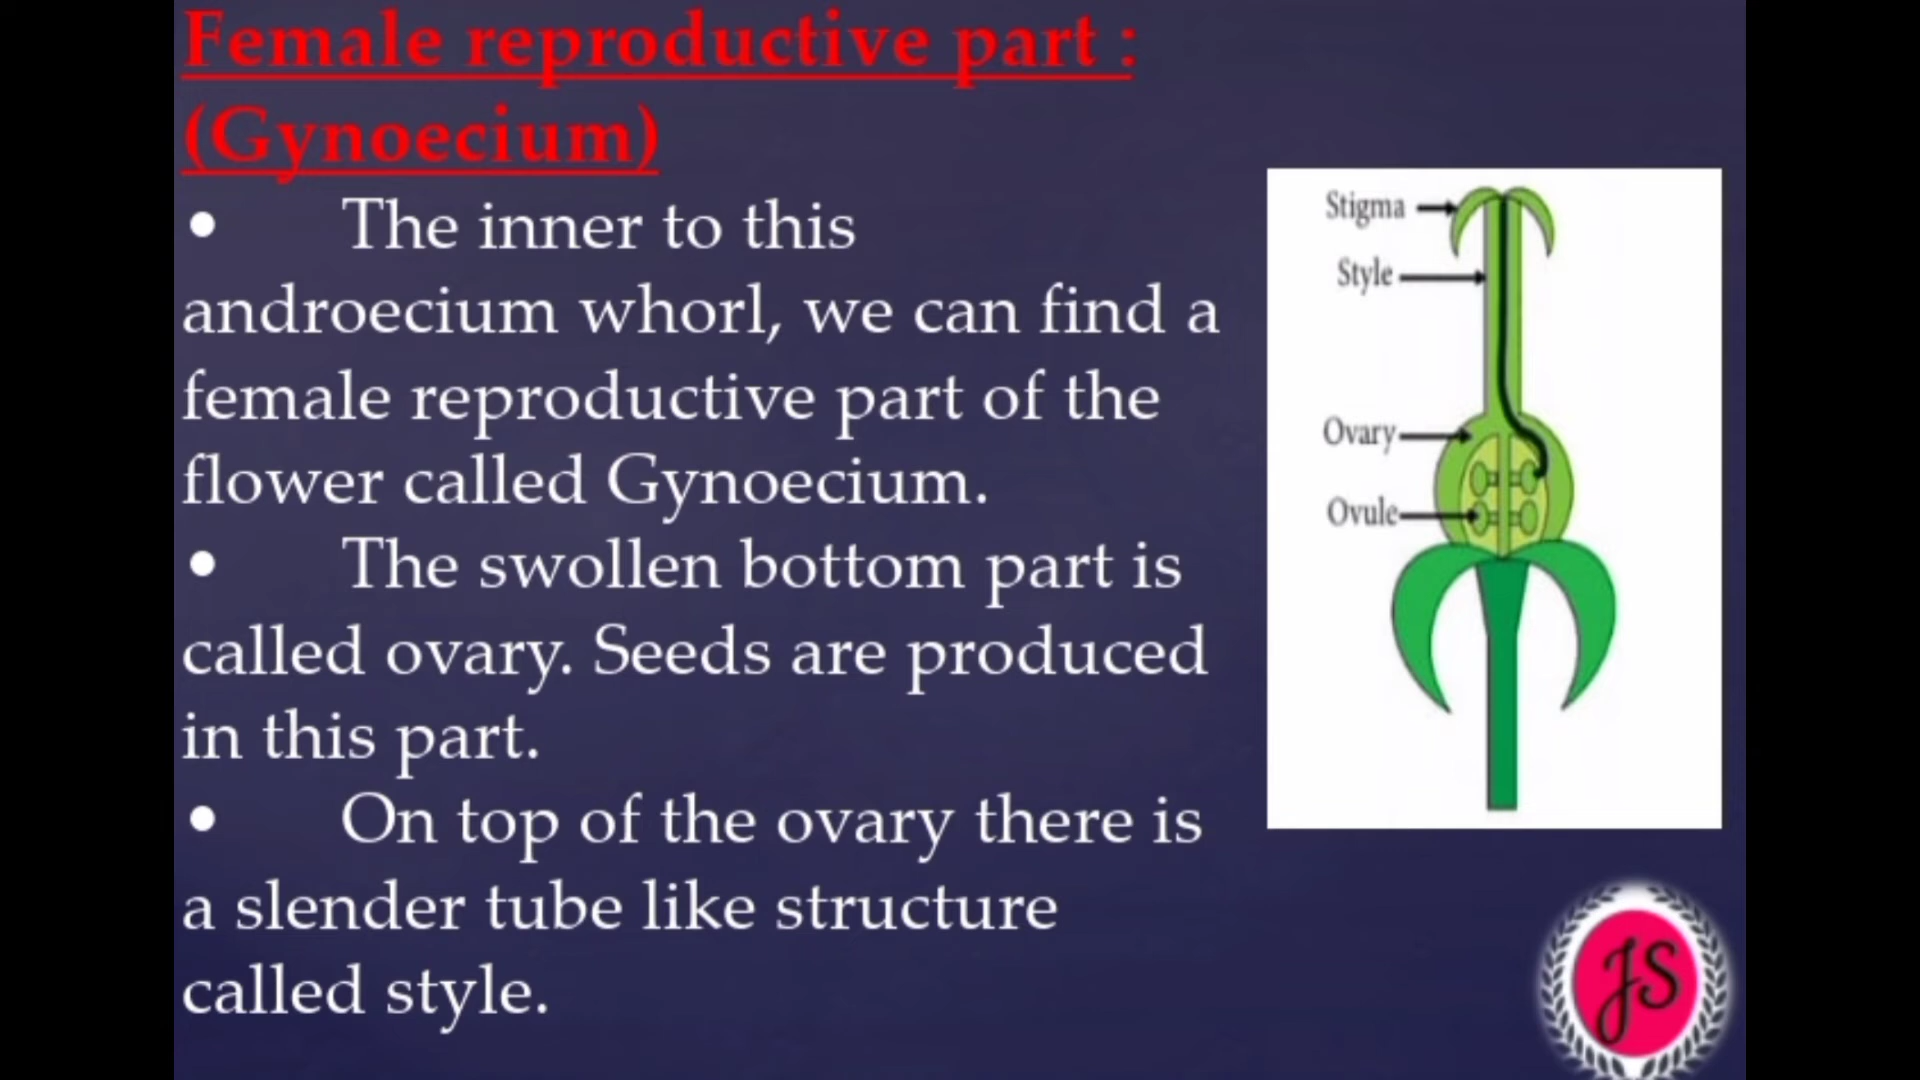 Female reproductive part :
(Gynoecium)
• The inner to this
androecium whorl, we can find a
female reproductive part of the
flower called Gynoecium.
• The swollen bottom part is
called ovary. Seeds are produced
in this part.
• On top of the ovary there is
a slender tube like structure
called style.
Stigma
Style
Ovary
Ovule
JS